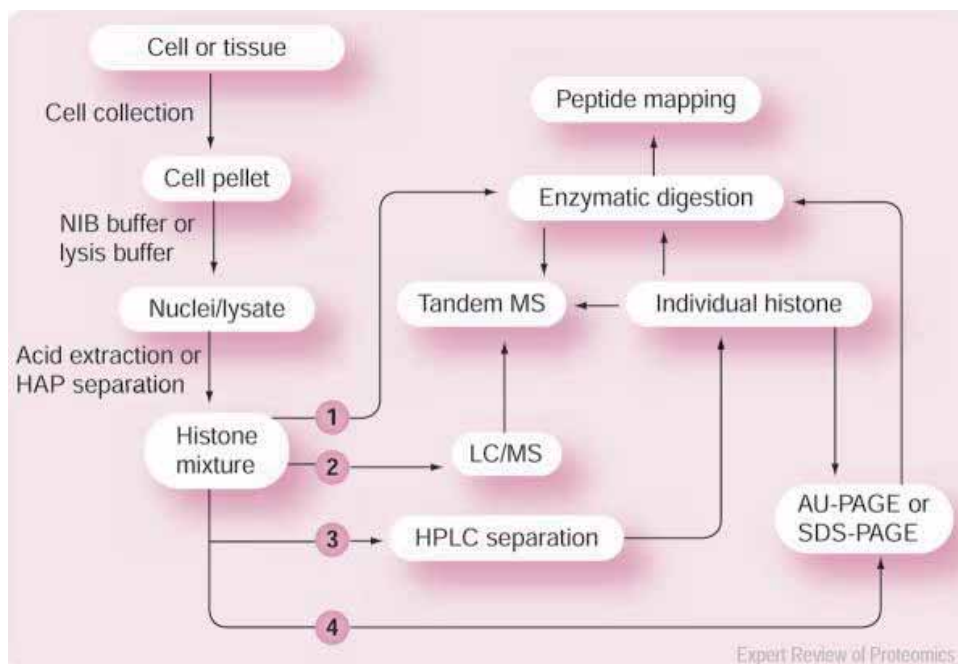 Cell or tissue
Cell collection
Peptide mapping
Cell pellet
Enzymatic digestion
NIB buffer or
lysis buffer
Nuclei/lysate
Tandem MS
Individual histone
Acid extraction or
HAP separation
1
Histone
mixture
2
LC/MS
3
HPLC separation
AU-PAGE or
SDS-PAGE
4
Expert Review of Proteomics